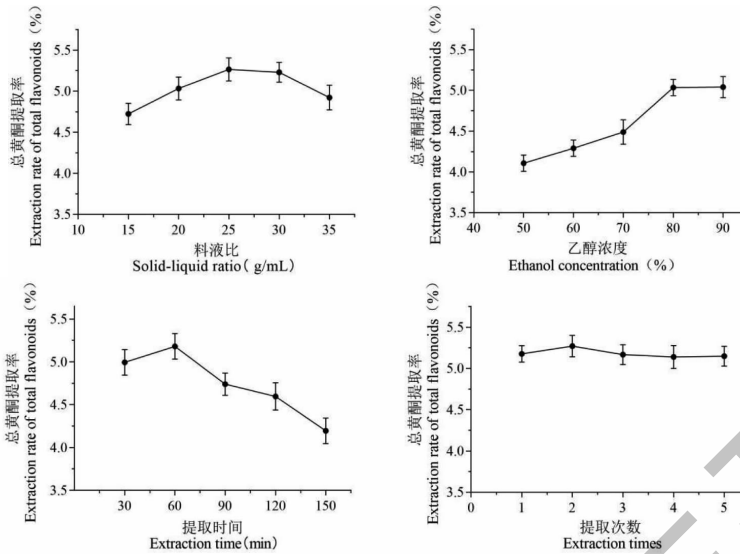 总黄酮提取率
Extraction rate of total flavonoids（%）
5.5
5.0
4.5
4.0
3.5
10 15 20 25 30 35
料液比
Solid-liquid ratio( g/mL）
总黄酮提取率
Extraction rate of total flavonoids（%）
5.5
5.0
4.5
4.0
3.5
40 50 60 70 80 90
乙醇浓度
Ethanol concentration（%）
总黄酮提取率
Extraction rate of total flavonoids（%）
5.5
5.0
4.5
4.0
3.5
30 60 90 120 150
提取时间
Extraction time(min）
总黄酮提取率
Extraction rate of total flavonoids（%）
5.5
5.0
4.5
4.0
3.5
0 1 2 3 4 5
提取次数
Extraction times